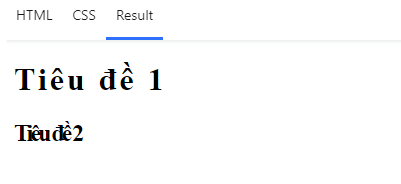 HTML CSS Result
Tiêu đề 1
Tiêu đề 2